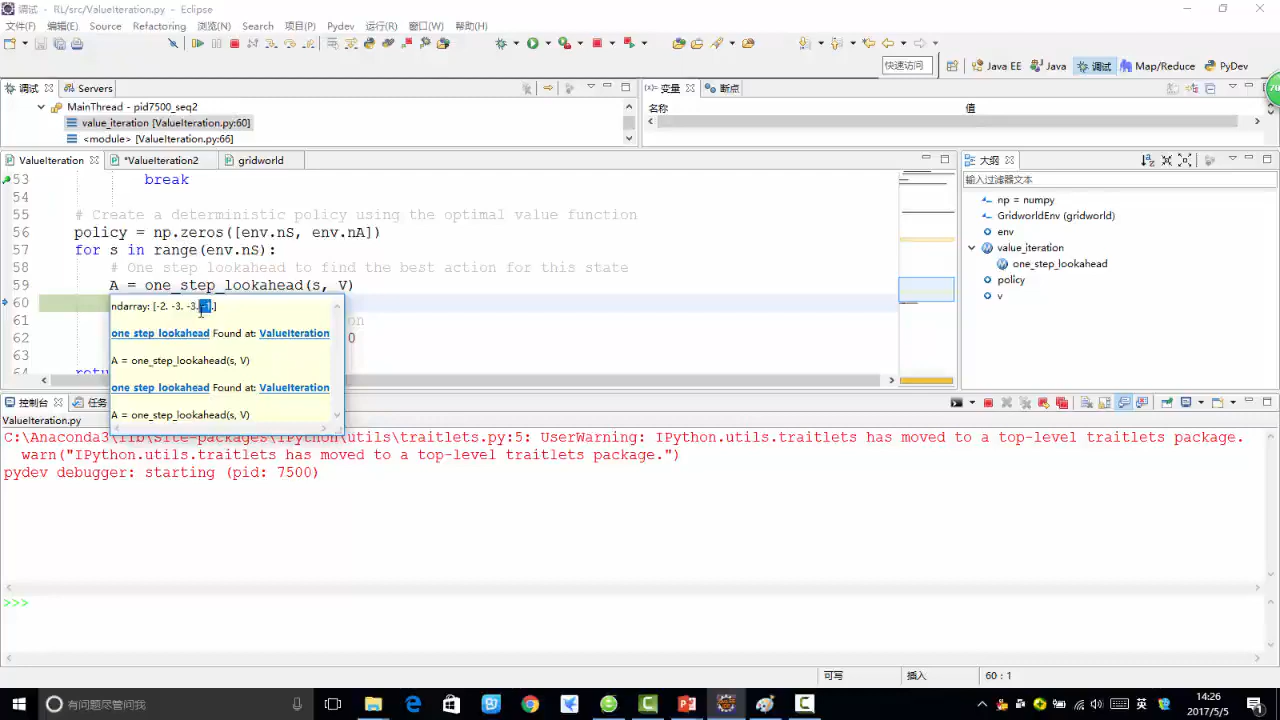 调试 - RL/src/ValueIteration.py - Eclipse
文件(F) 编辑(E) Source Refactoring 浏览(N) Search 项目(P) Pydev 运行(R) 窗口(W) 帮助(H)
快速访问 Java EE Java 调试 Map/Reduce PyDev
调试 Servers
MainThread - pid7500_seq2
value_iteration [ValueIteration.py:60]
<module> [ValueIteration.py:66]
变量 断点
名称 值
70
ValueIteration *ValueIteration2 gridworld
53 break
54
55 # Create a deterministic policy using the optimal value function
56 policy = np.zeros([env.nS, env.nA])
57 for s in range(env.nS):
58 # One step lookahead to find the best action for this state
59 A = one_step_lookahead(s, V)
60
61 on
62 0
63
64
ndarray: [-2. -3. -3. -1.]
one_step_lookahead Found at: ValueIteration
A = one_step_lookahead(s, V)
one_step_lookahead Found at: ValueIteration
A = one_step_lookahead(s, V)
大纲
输入过滤器文本
np = numpy
GridworldEnv (gridworld)
env
value_iteration
one_step_lookahead
policy
v
控制台 任务
ValueIteration.py
C:\Anaconda3\lib\site-packages\IPython\utils\traitlets.py:5: UserWarning: IPython.utils.traitlets has moved to a top-level traitlets package.
warn("IPython.utils.traitlets has moved to a top-level traitlets package.")
pydev debugger: starting (pid: 7500)
>>>
可写 插入 60 : 1
有问题尽管问我
英
14:26
2017/5/5